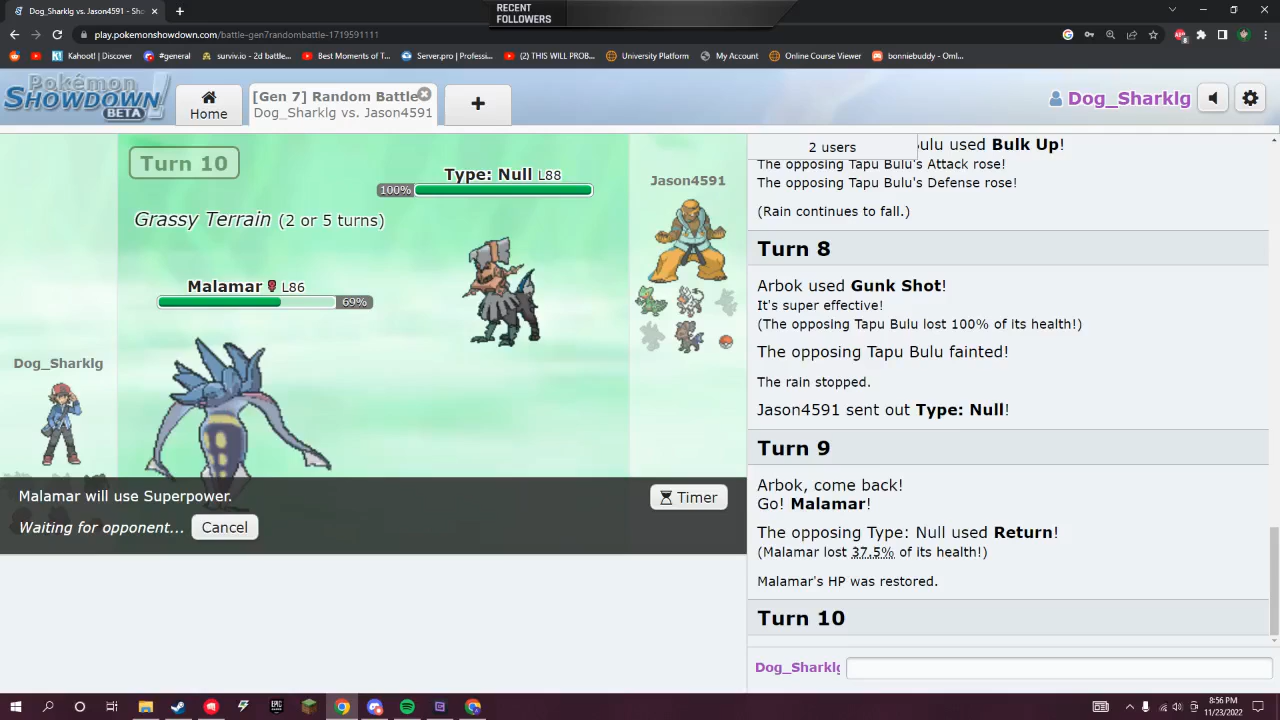 RECENT
FOLLOWERS
Dog_Sharklg vs. Jason4591 - Sho
play.pokemonshowdown.com/battle-gen7randombattle-1719591111
Kahoot! | Discover
#general
surviv.io - 2d battle...
Best Moments of T...
Server.pro | Professi...
(2) THIS WILL PROB...
University Platform
My Account
Online Course Viewer
bonniebuddy - Oml...
Pokémon
SHOWDOWN!
BETA
Home
[Gen 7] Random Battle
Dog_Sharklg vs. Jason4591
+
Dog_Sharklg
Turn 10
Type: Null L88
100%
Grassy Terrain (2 or 5 turns)
Malamar L86
69%
Jason4591
Dog_Sharklg
Malamar will use Superpower.
Waiting for opponent... Cancel
Timer
2 users
Bulu used Bulk Up!
The opposing Tapu Bulu's Attack rose!
The opposing Tapu Bulu's Defense rose!
(Rain continues to fall.)
Turn 8
Arbok used Gunk Shot!
It's super effective!
(The opposing Tapu Bulu lost 100% of its health!)
The opposing Tapu Bulu fainted!
The rain stopped.
Jason4591 sent out Type: Null!
Turn 9
Arbok, come back!
Go! Malamar!
The opposing Type: Null used Return!
(Malamar lost 37.5% of its health!)
Malamar's HP was restored.
Turn 10
Dog_Sharklg
EPIC
GAMES
8:56 PM
11/23/2022